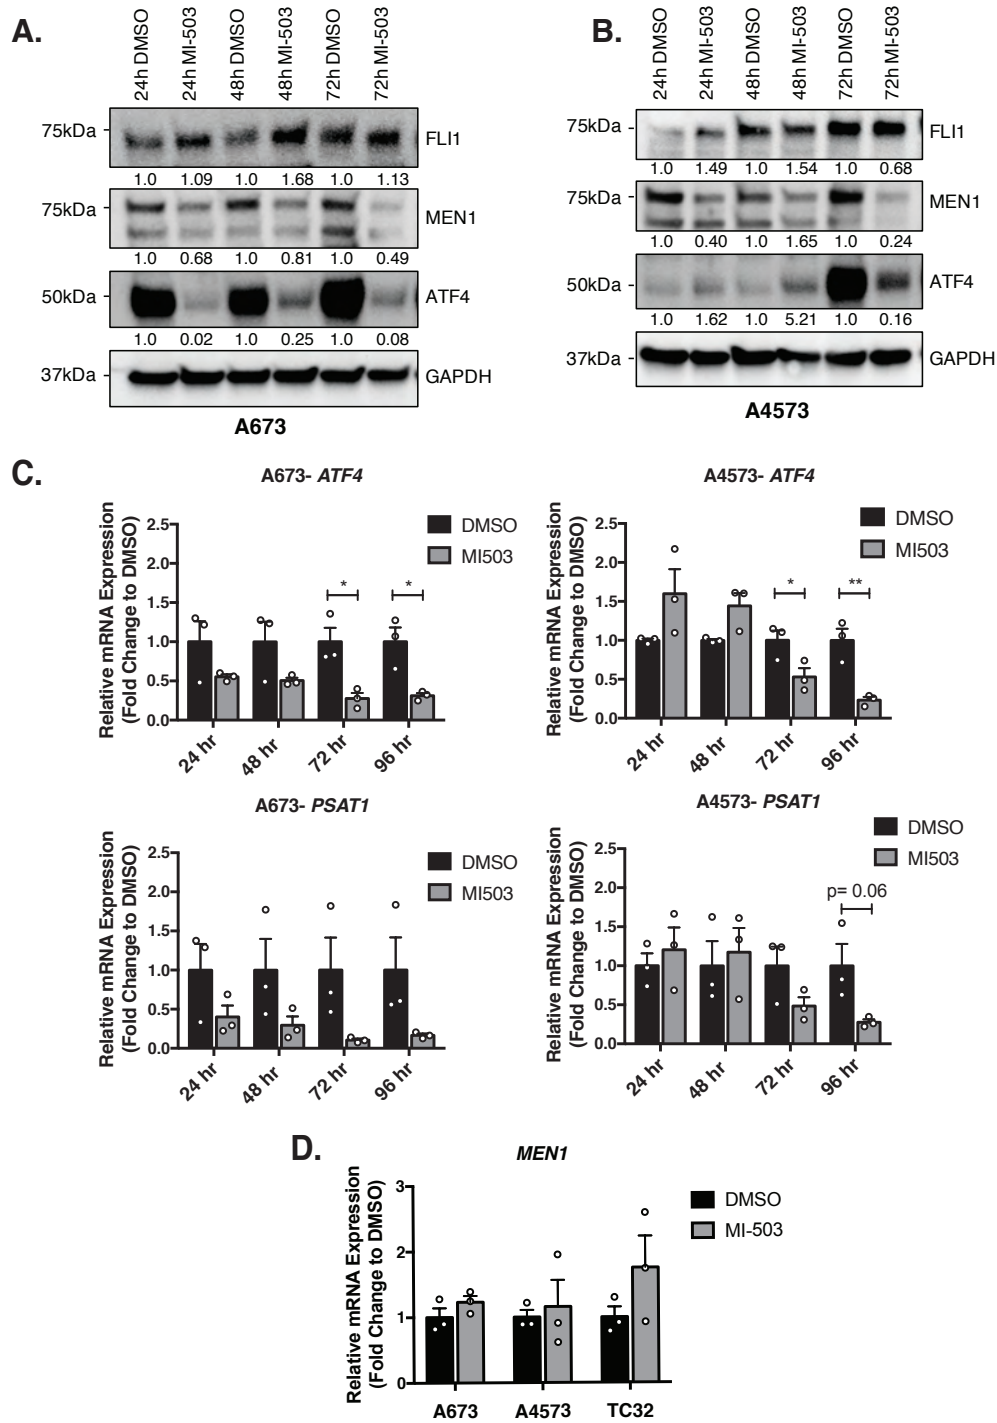 A.
24h DMSO
24h MI-503
48h DMSO
48h MI-503
72h DMSO
72h MI-503
75kDa
FLI1
1.0 1.09 1.0 1.68 1.0 1.13
75kDa
MEN1
1.0 0.68 1.0 0.81 1.0 0.49
50kDa
ATF4
1.0 0.02 1.0 0.25 1.0 0.08
37kDa
GAPDH
A673
B.
24h DMSO
24h MI-503
48h DMSO
48h MI-503
72h DMSO
72h MI-503
75kDa
FLI1
1.0 1.49 1.0 1.54 1.0 0.68
75kDa
MEN1
1.0 0.40 1.0 1.65 1.0 0.24
50kDa
ATF4
1.0 1.62 1.0 5.21 1.0 0.16
37kDa
GAPDH
A4573
C.
A673- ATF4
Relative mRNA Expression
(Fold Change to DMSO)
2.5
2.0
1.5
1.0
0.5
0.0
DMSO
MI503
* *
24 hr
48 hr
72 hr
96 hr
A4573- ATF4
Relative mRNA Expression
(Fold Change to DMSO)
2.5
2.0
1.5
1.0
0.5
0.0
DMSO
MI503
* **
24 hr
48 hr
72 hr
96 hr
A673- PSAT1
Relative mRNA Expression
(Fold Change to DMSO)
2.5
2.0
1.5
1.0
0.5
0.0
DMSO
MI503
24 hr
48 hr
72 hr
96 hr
A4573- PSAT1
Relative mRNA Expression
(Fold Change to DMSO)
2.5
2.0
1.5
1.0
0.5
0.0
DMSO
MI503
p= 0.06
24 hr
48 hr
72 hr
96 hr
D.
MEN1
Relative mRNA Expression
(Fold Change to DMSO)
3
2
1
0
DMSO
MI-503
A673
A4573
TC32